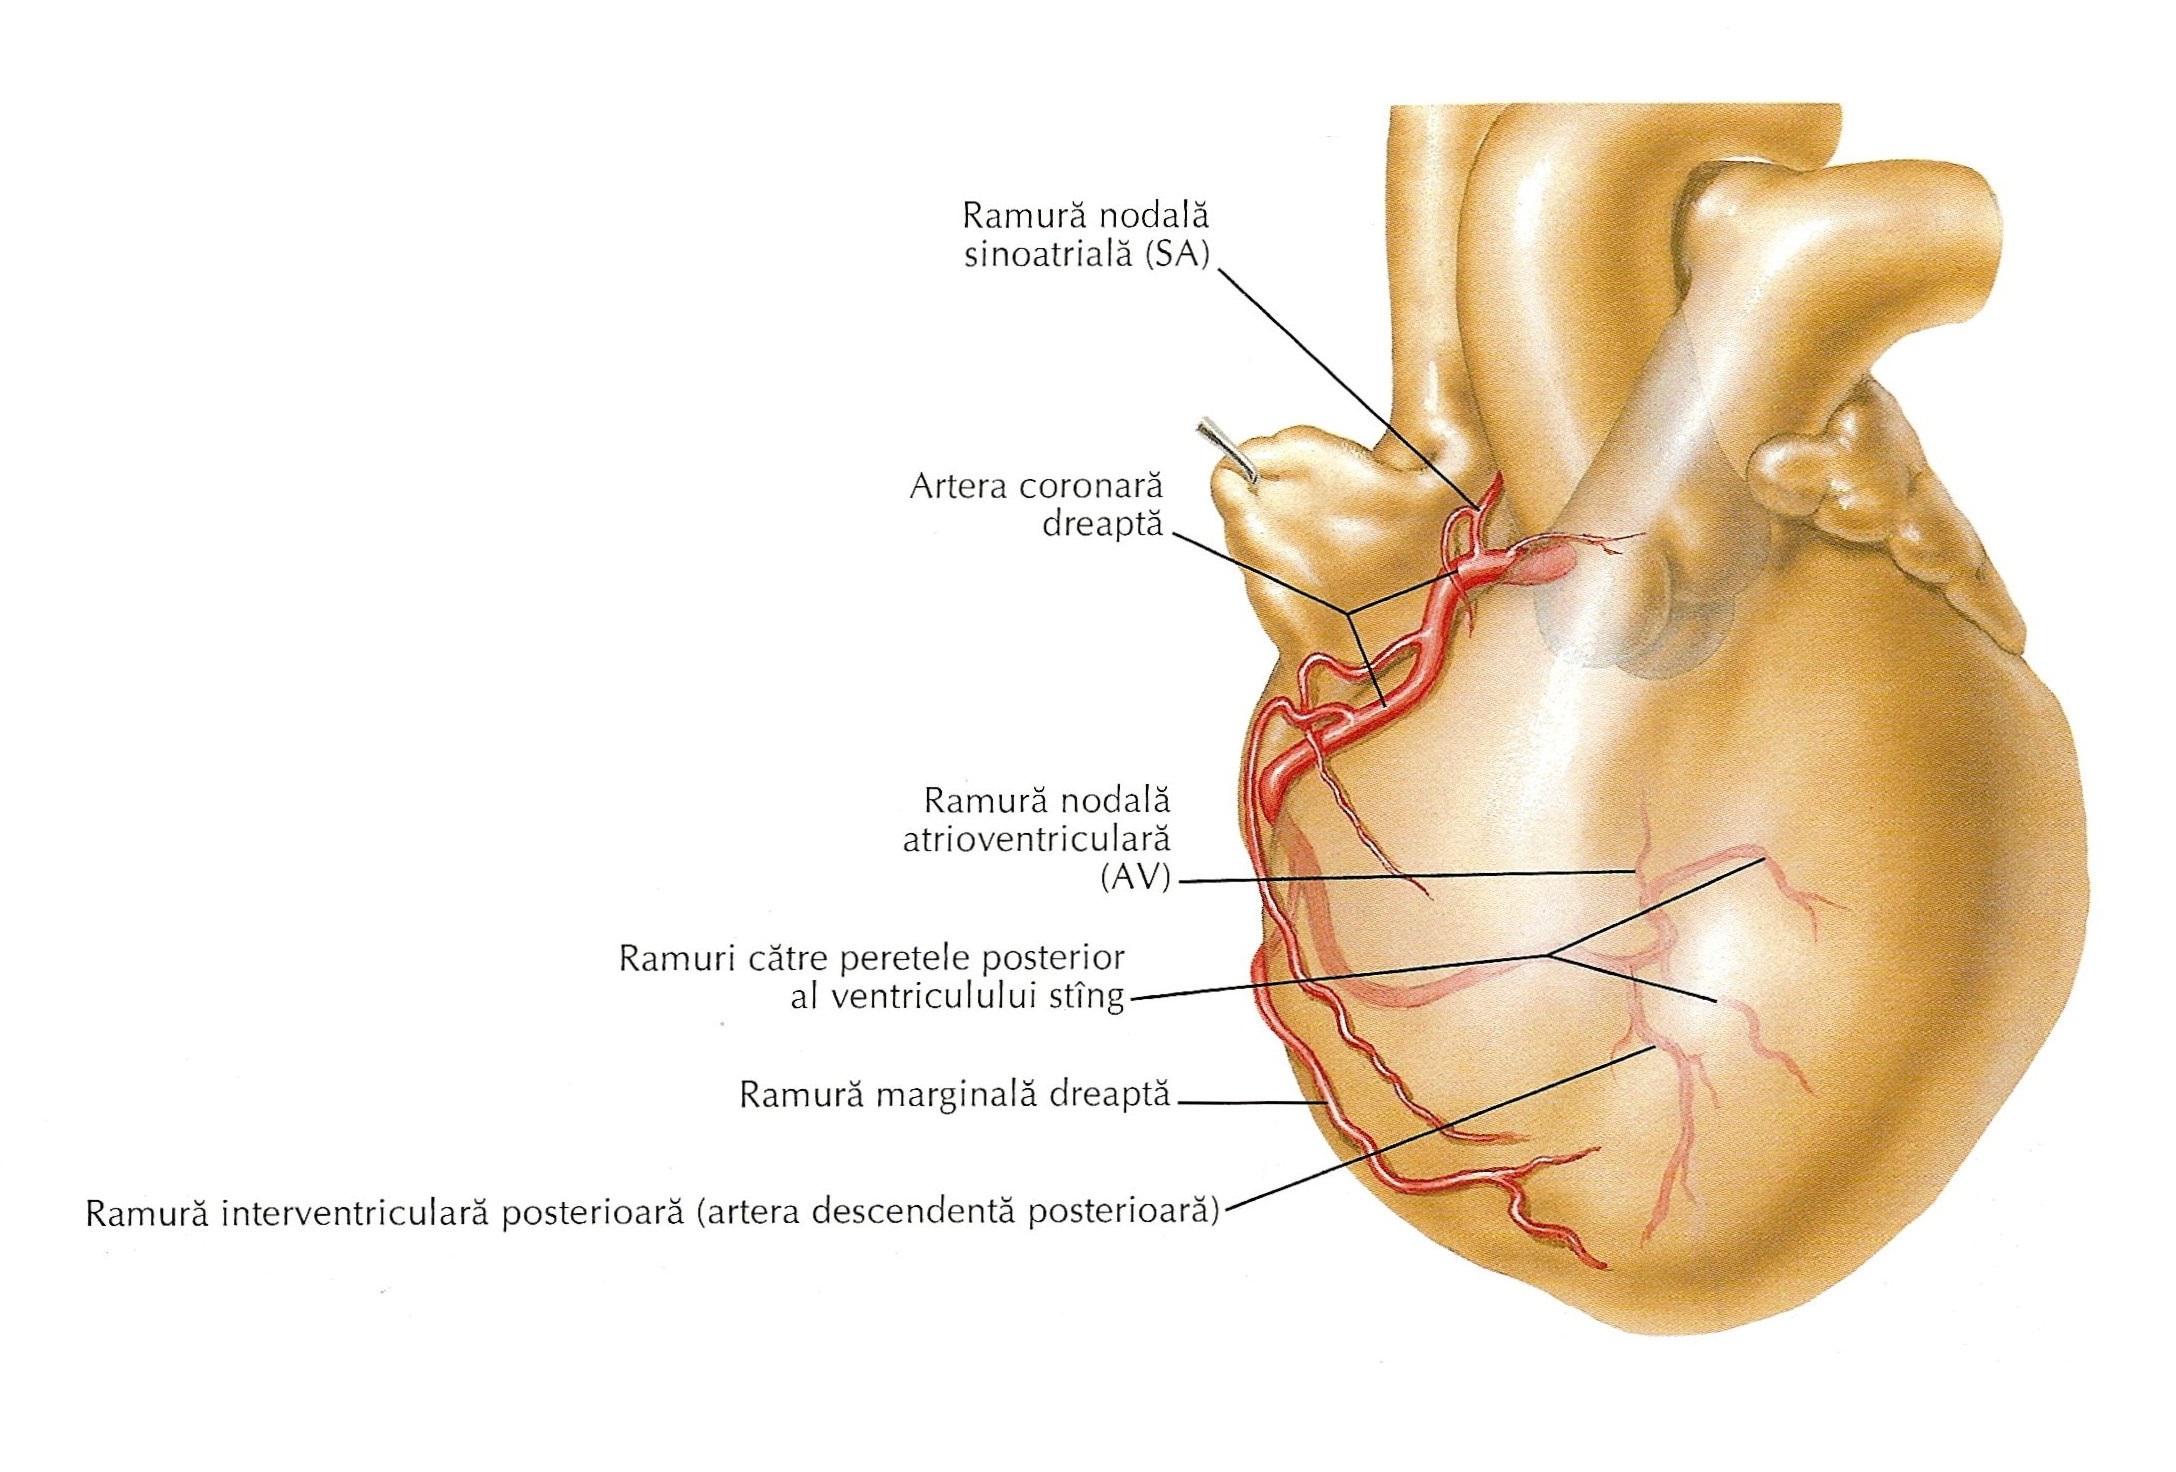 Ramură nodală
sinoatrială (SA)
Artera coronară
dreaptă
Ramură nodală
atrioventriculară
(AV)
Ramuri către peretele posterior
al ventriculului stîng
Ramură marginală dreaptă
Ramură interventriculară posterioară (artera descendentă posterioară)